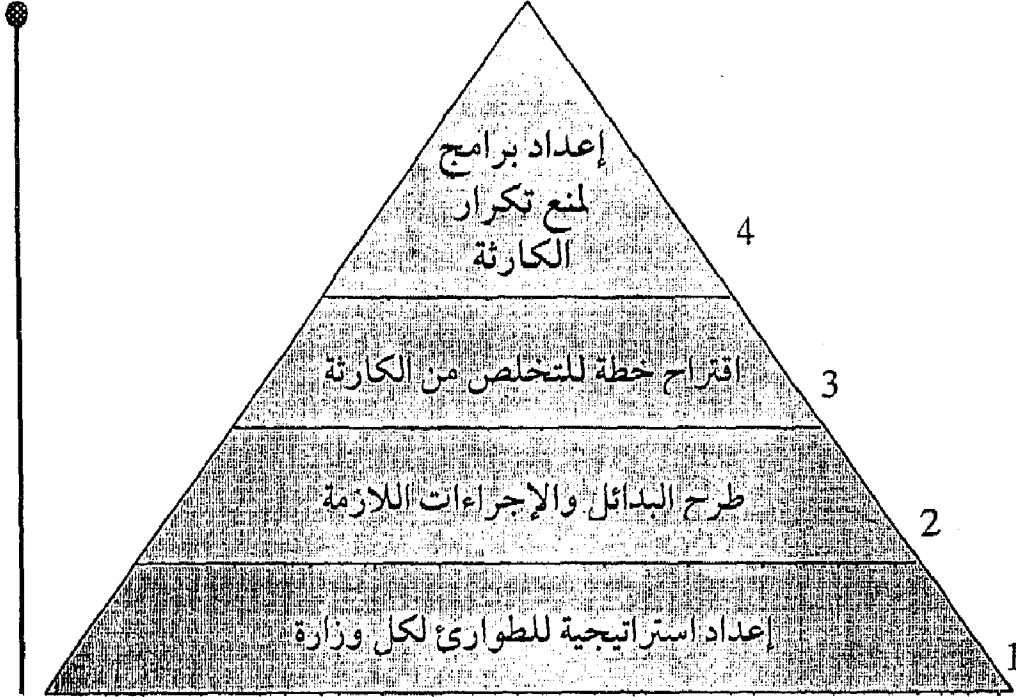 إعداد برامج
لمنع تكرار
الكارثة
4
اقتراح خطة للتخلص من الكارثة
3
طرح البدائل والإجراءات اللازمة
2
إعداد استراتيجية للطوارئ لكل وزارة
1